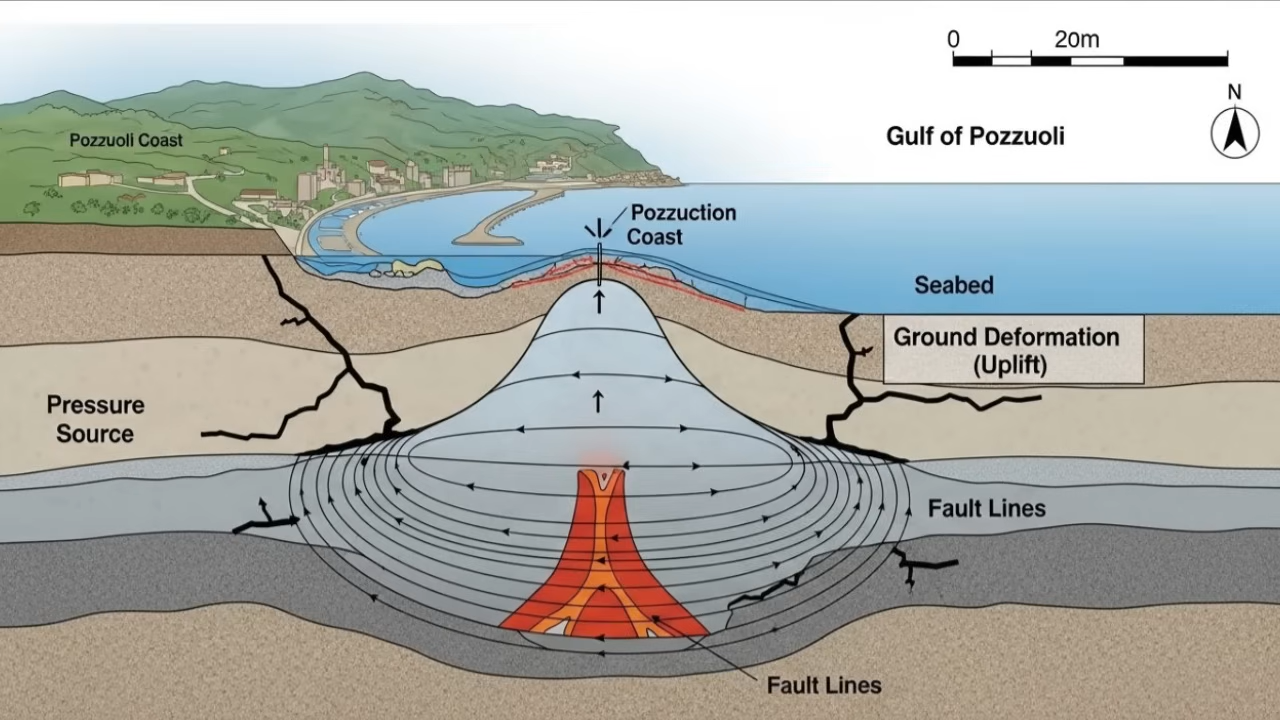 0 20m
N
Gulf of Pozzuoli
Pozzuoli Coast
Pozzuction
Coast
Seabed
Ground Deformation
(Uplift)
Pressure
Source
Fault Lines
Fault Lines